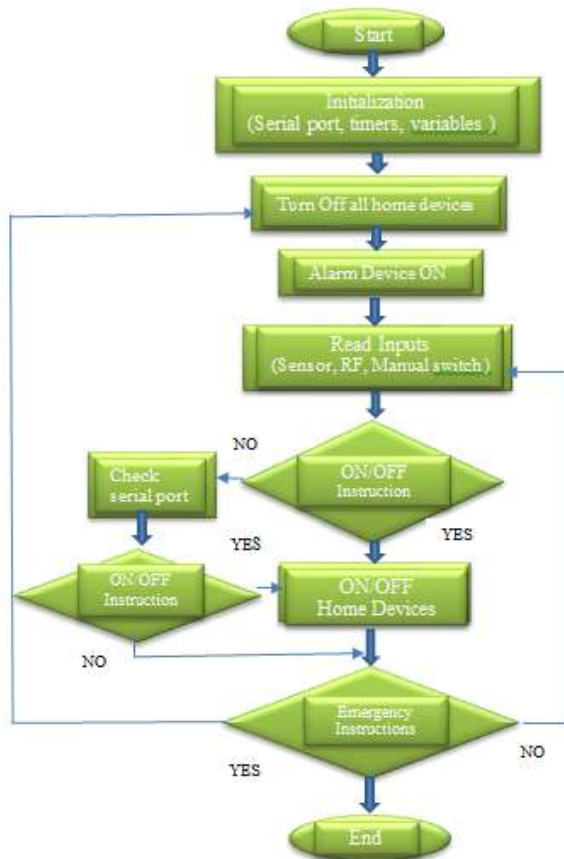 Start
Initialization
(Serial port, timers, variables )
Turn Off all home devices
Alarm Device ON
Read Inputs
(Sensor, RF, Manual switch)
NO
ON/OFF
Instruction
Check
serial port
YES
YES
ON/OFF
Instruction
ON/OFF
Home Devices
NO
Emergency
Instructions
YES
NO
End